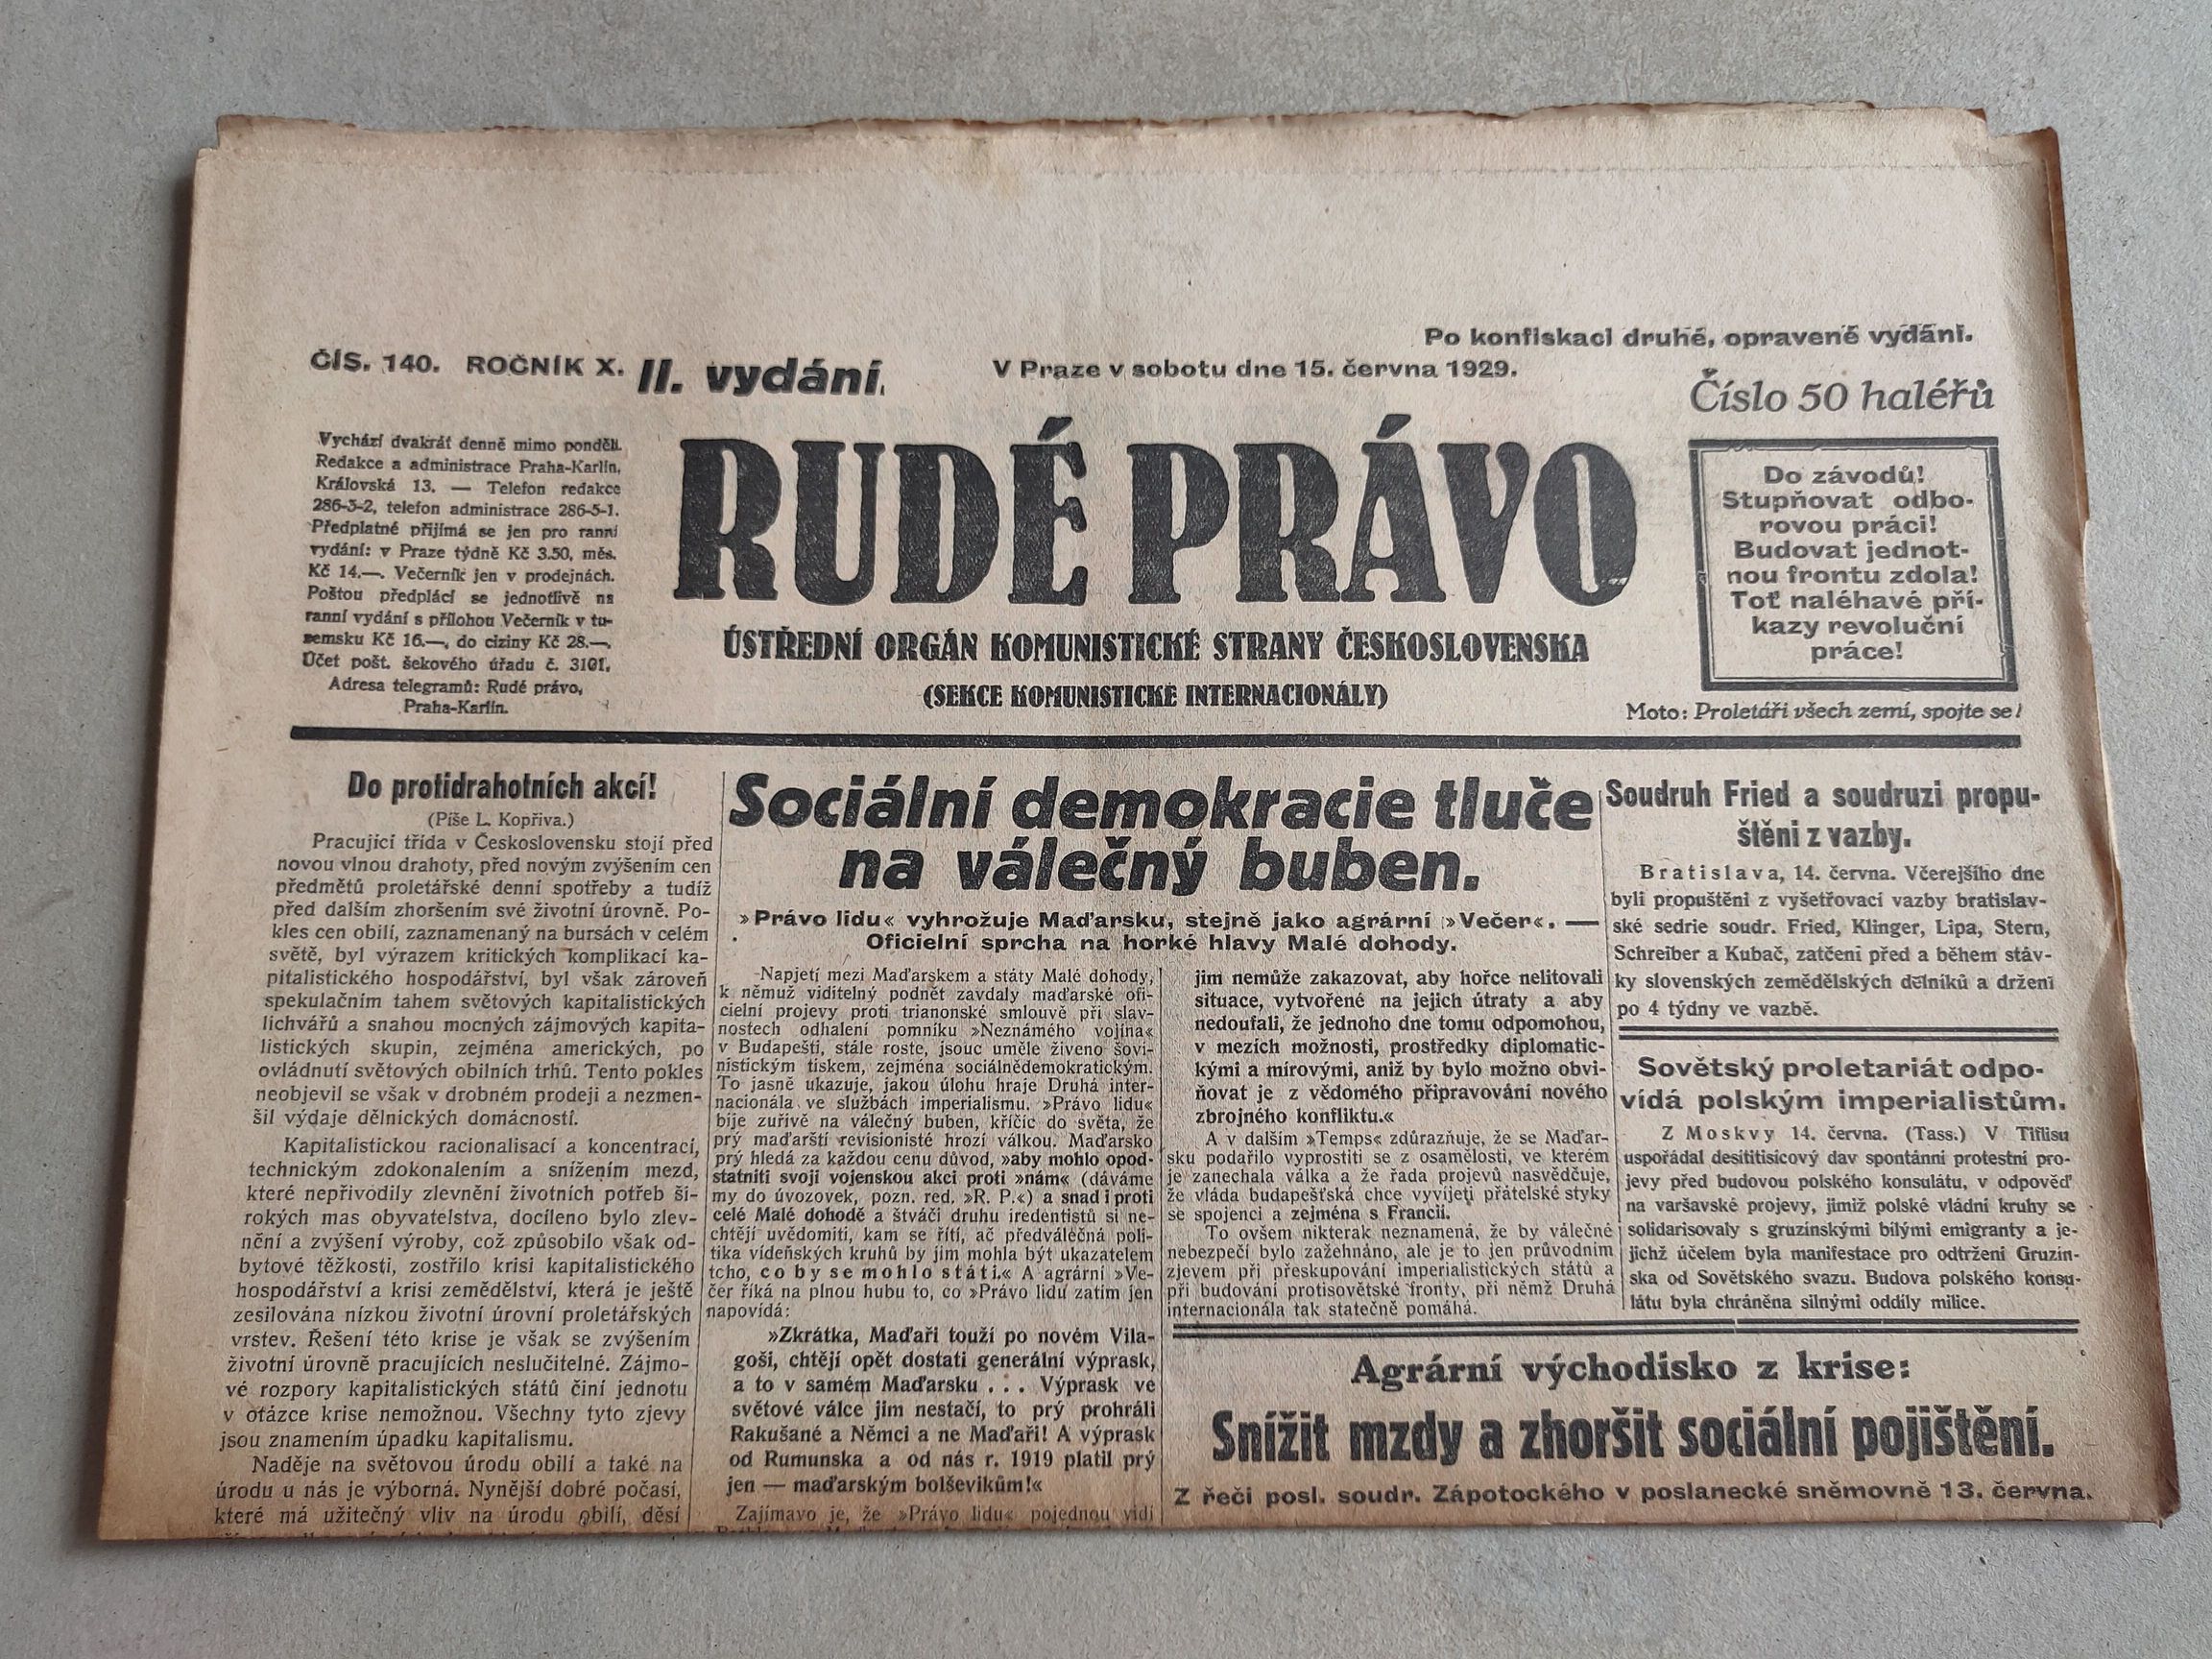 Po konfiskaci druhé, opravené vydání.
ČÍS. 140. ROČNÍK X. II. vydání.
V Praze v sobotu dne 15. června 1929.
Číslo 50 haléřů
Vychází dvakrát denně mimo pondělí.
Redakce a administrace Praha-Karlín,
Královská 13. — Telefon redakce
286-3-2, telefon administrace 286-5-1.
Předplatné přijímá se jen pro ranní
vydání: v Praze týdně Kč 3.50, měs.
Kč 14.—. Večerník jen v prodejnách.
Poštou předplácí se jednotlivě na
ranní vydání s přílohou Večerník v tu-
zemsku Kč 16.—, do ciziny Kč 28.—,
Účet pošt. šekového úřadu č. 3101,
Adresa telegramů: Rudé právo,
Praha-Karlín.
RUDÉ PRÁVO
ÚSTŘEDNÍ ORGÁN KOMUNISTICKÉ STRANY ČESKOSLOVENSKA
(SEKCE KOMUNISTICKÉ INTERNACIONÁLY)
Do závodů!
Stupňovat odbo-
rovou práci!
Budovat jednot-
nou frontu zdola!
Toť naléhavé pří-
kazy revoluční
práce!
Moto: Proletáři všech zemí, spojte se!
Do protidrahotních akcí!
(Píše L. Kopřiva.)
Pracující třída v Československu stojí před
novou vlnou drahoty, před novým zvýšením cen
předmětů proletářské denní spotřeby a tudíž
před dalším zhoršením své životní úrovně. Po-
kles cen obilí, zaznamenaný na bursách v celém
světě, byl výrazem kritických komplikací ka-
pitalistického hospodářství, byl však zároveň
spekulačním tahem světových kapitalistických
lichvářů a snahou mocných zájmových kapita-
listických skupin, zejména amerických, po
ovládnutí světových obilních trhů. Tento pokles
neobjevil se však v drobném prodeji a nezmen-
šil výdaje dělnických domácností.
Kapitalistickou racionalisací a koncentrací,
technickým zdokonalením a snížením mezd,
které nepřivodily zlevnění životních potřeb ši-
rokých mas obyvatelstva, docíleno bylo zlev-
nění a zvýšení výroby, což způsobilo však od-
bytové těžkosti, zostřilo krisi kapitalistického
hospodářství a krisi zemědělství, která je ještě
zesilována nízkou životní úrovní proletářských
vrstev. Řešení této krise je však se zvýšením
životní úrovně pracujících neslučitelné. Zájmo-
vé rozpory kapitalistických států činí jednotu
v otázce krise nemožnou. Všechny tyto zjevy
jsou znamením úpadku kapitalismu.
Naděje na světovou úrodu obilí a také na
úrodu u nás je výborná. Nynější dobré počasí,
které má užitečný vliv na úrodu obilí, děsí
Sociální demokracie tluče
na válečný buben.
»Právo lidu« vyhrožuje Maďarsku, stejně jako agrární »Večer«. —
Oficielní sprcha na horké hlavy Malé dohody.
Napjetí mezi Maďarskem a státy Malé dohody,
k němuž viditelný podnět zavdaly maďarské ofi-
cielní projevy proti trianonské smlouvě při slav-
nostech odhalení pomníku »Neznámého vojína«
v Budapešti, stále roste, jsouc uměle živeno šovi-
nistickým tiskem, zejména sociálnědemokratickým.
To jasně ukazuje, jakou úlohu hraje Druhá inter-
nacionála ve službách imperialismu. »Právo lidu«
bije zuřivě na válečný buben, křičíc do světa, že
prý maďarští revisionisté hrozí válkou. Maďarsko
prý hledá za každou cenu důvod, »aby mohlo opod-
statniti svoji vojenskou akci proti »nám« (dáváme
my do úvozovek, pozn. red. »R. P.«) a snad i proti
celé Malé dohodě a štváči druhu iredentistů si ne-
chtějí uvědomiti, kam se řítí, ač předválečná poli-
tika vídeňských kruhů by jim mohla být ukazatelem
tcho, co by se mohlo státi.« A agrární »Ve-
čer říká na plnou hubu to, co »Právo lidu zatím jen
napovídá:
»Zkrátka, Maďaři touží po novém Vila-
goši, chtějí opět dostati generální výprask,
a to v samém Maďarsku . . . Výprask ve
světové válce jim nestačí, to prý prohráli
Rakušané a Němci a ne Maďaři! A výprask
od Rumunska a od nás r. 1919 platil prý
jen — maďarským bolševikům!«
Zajímavo je, že »Právo lidu« pojednou vidí
jim nemůže zakazovat, aby hořce nelitovali
situace, vytvořené na jejich útraty a aby
nedoufali, že jednoho dne tomu odpomohou,
v mezích možnosti, prostředky diplomatic-
kými a mírovými, aniž by bylo možno obvi-
ňovat je z vědomého připravování nového
zbrojného konfliktu.«
A v dalším »Temps« zdůrazňuje, že se Maďar-
sku podařilo vyprostiti se z osamělosti, ve kterém
je zanechala válka a že řada projevů nasvědčuje,
že vláda budapešťská chce vyvíjeti přátelské styky
se spojenci a zejména s Francií.
To ovšem nikterak neznamená, že by válečné
nebezpečí bylo zažehnáno, ale je to jen průvodním
zjevem při přeskupování imperialistických států a
při budování protisovětské fronty, při němž Druhá
internacionála tak statečně pomáhá.
Soudruh Fried a soudruzi propu-
štěni z vazby.
Bratislava, 14. června. Včerejšího dne
byli propuštěni z vyšetřovací vazby bratislav-
ské sedrie soudr. Fried, Klinger, Lipa, Stern,
Schreiber a Kubač, zatčení před a během stáv-
ky slovenských zemědělských dělníků a držení
po 4 týdny ve vazbě.
Sovětský proletariát odpo-
vídá polským imperialistům.
Z Moskvy 14. června. (Tass.) V Tiflisu
uspořádal desítitisícový dav spontánní protestní pro-
jevy před budovou polského konsulátu, v odpověď
na varšavské projevy, jimiž polské vládní kruhy se
solidarisovaly s gruzínskými bílými emigranty a je-
jichž účelem byla manifestace pro odtržení Gruzín-
ska od Sovětského svazu. Budova polského konsu-
látu byla chráněna silnými oddíly milice.
Agrární východisko z krise:
Snížit mzdy a zhoršit sociální pojištění.
Z řeči posl. soudr. Zápotockého v poslanecké sněmovně 13. června.